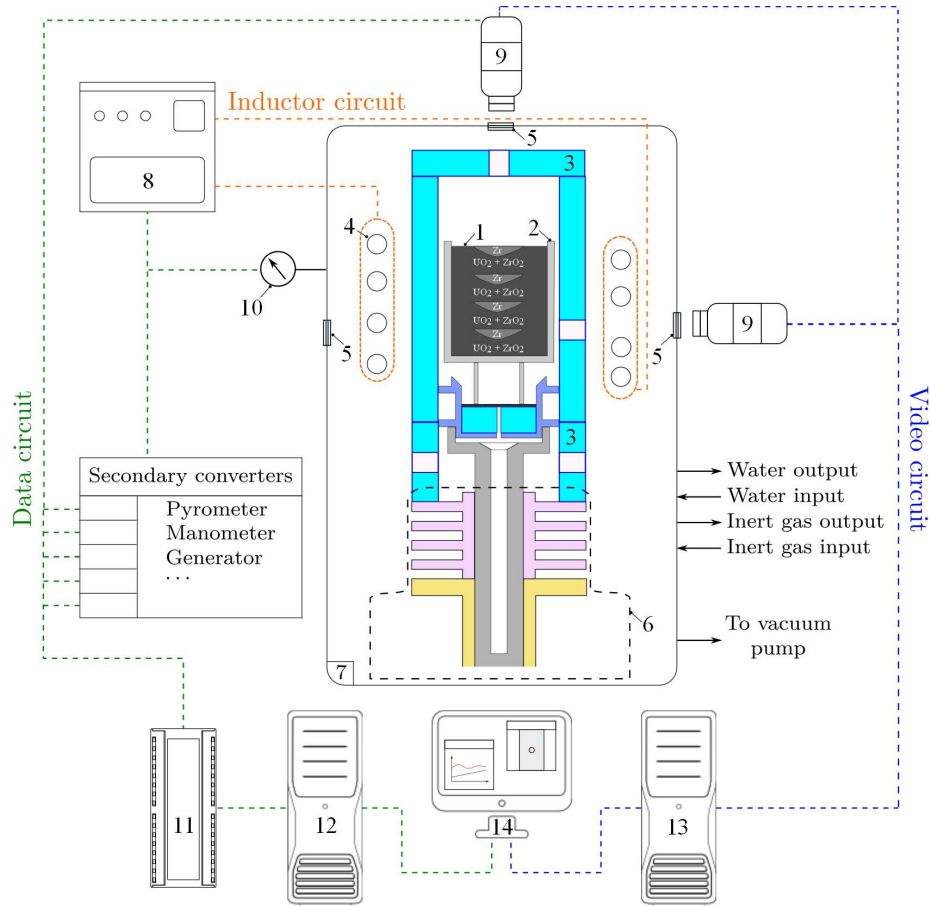 9
Inductor circuit
5
3
8
4
1
2
Zr
UO₂ + ZrO₂
Zr
UO₂ + ZrO₂
Zr
UO₂ + ZrO₂
Zr
UO₂ + ZrO₂
10
5
5
9
Data circuit
Video circuit
3
Secondary converters
Pyrometer
Manometer
Generator
. . .
Water output
Water input
Inert gas output
Inert gas input
6
To vacuum
pump
7
11
12
14
13